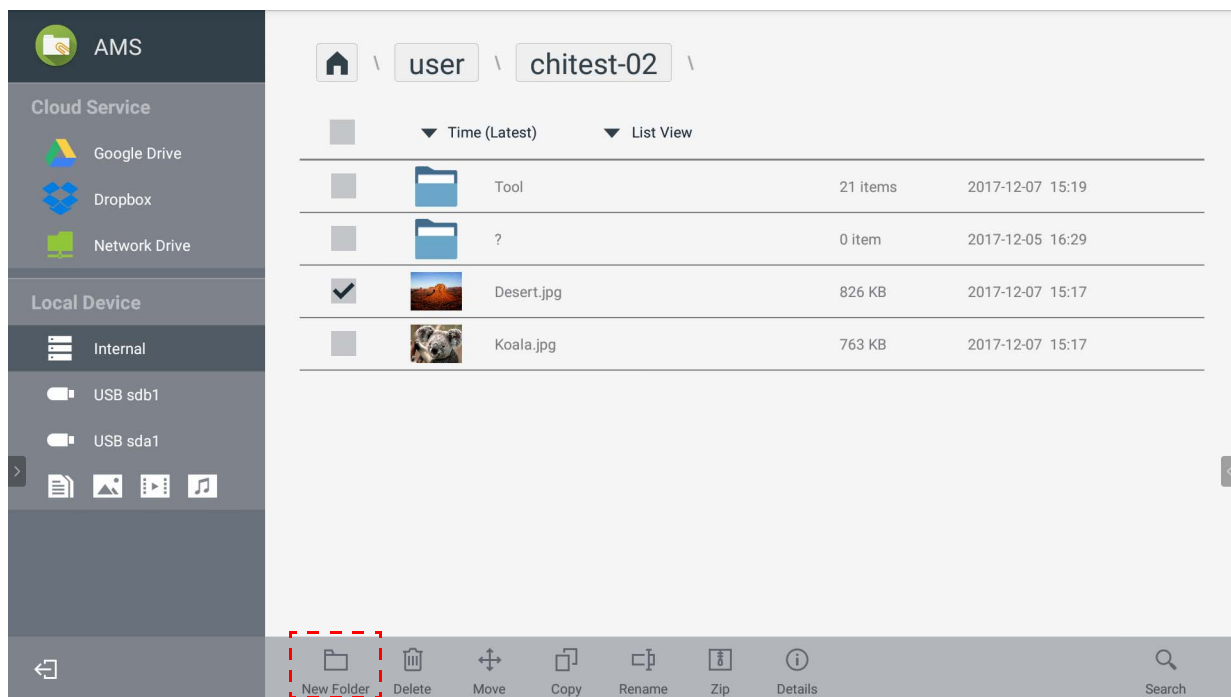 AMS
Cloud Service
Google Drive
Dropbox
Network Drive
Local Device
Internal
USB sdb1
USB sda1
\ user \ chitest-02 \
Time (Latest) List View
Tool 21 items 2017-12-07 15:19
? 0 item 2017-12-05 16:29
Desert.jpg 826 KB 2017-12-07 15:17
Koala.jpg 763 KB 2017-12-07 15:17
New Folder Delete Move Copy Rename Zip Details Search